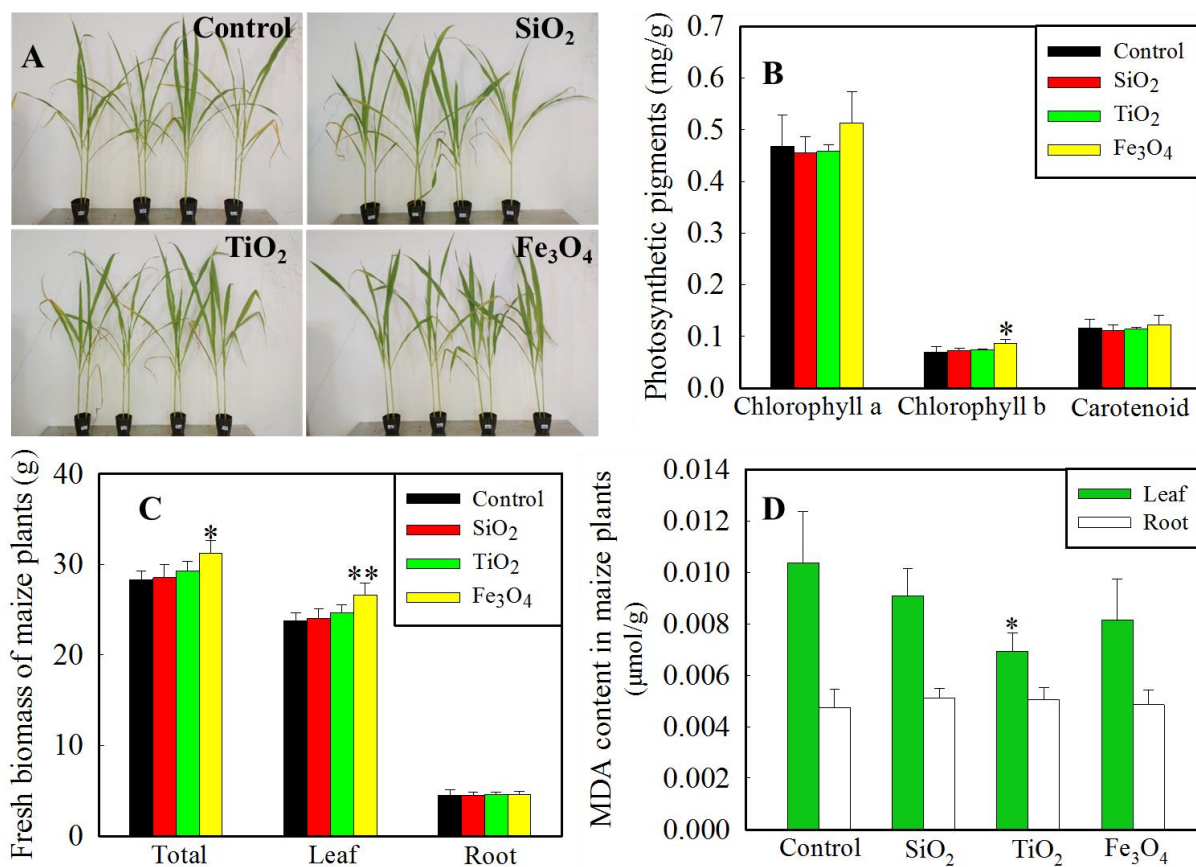 A
Control
SiO₂
TiO₂
Fe₃O₄
B
Photosynthetic pigments (mg/g)
0.7
0.6
0.5
0.4
0.3
0.2
0.1
0.0
Control
SiO₂
TiO₂
Fe₃O₄
*
Chlorophyll a
Chlorophyll b
Carotenoid
C
Fresh biomass of maize plants (g)
40
30
20
10
0
Control
SiO₂
TiO₂
Fe₃O₄
*
**
Total
Leaf
Root
D
MDA content in maize plants
(μmol/g)
0.014
0.012
0.010
0.008
0.006
0.004
0.002
0.000
Leaf
Root
*
Control
SiO₂
TiO₂
Fe₃O₄